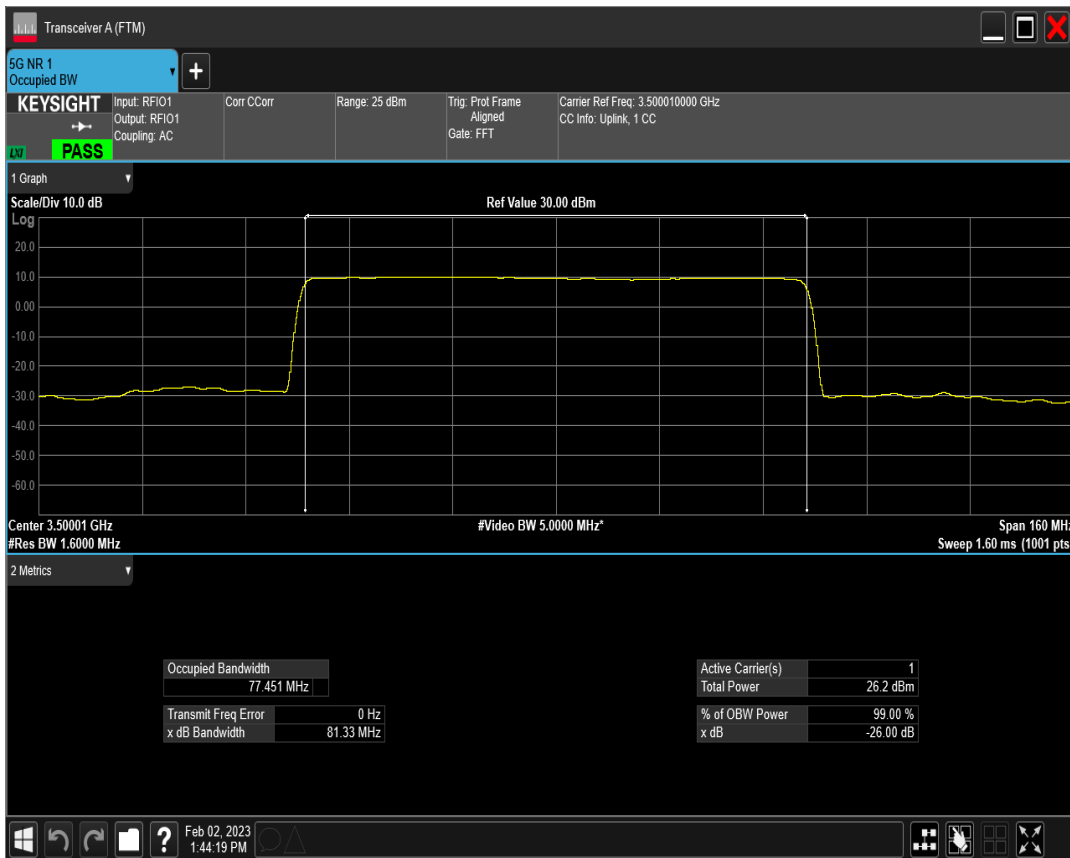 Transceiver A (FTM)
5G NR 1
Occupied BW
+
KEYSIGHT
LXI
PASS
Input: RFIO1
Output: RFIO1
Coupling: AC
Corr CCorr
Range: 25 dBm
Trig: Prot Frame
Aligned
Gate: FFT
Carrier Ref Freq: 3.500010000 GHz
CC Info: Uplink, 1 CC
1 Graph
Scale/Div 10.0 dB
Ref Value 30.00 dBm
Log
20.0
10.0
0.00
-10.0
-20.0
-30.0
-40.0
-50.0
-60.0
Center 3.50001 GHz
#Video BW 5.0000 MHz*
Span 160 MHz
#Res BW 1.6000 MHz
Sweep 1.60 ms (1001 pts
2 Metrics
Occupied Bandwidth
77.451 MHz
Transmit Freq Error 0 Hz
x dB Bandwidth 81.33 MHz
Active Carrier(s) 1
Total Power 26.2 dBm
% of OBW Power 99.00 %
x dB -26.00 dB
?
Feb 02, 2023
1:44:19 PM